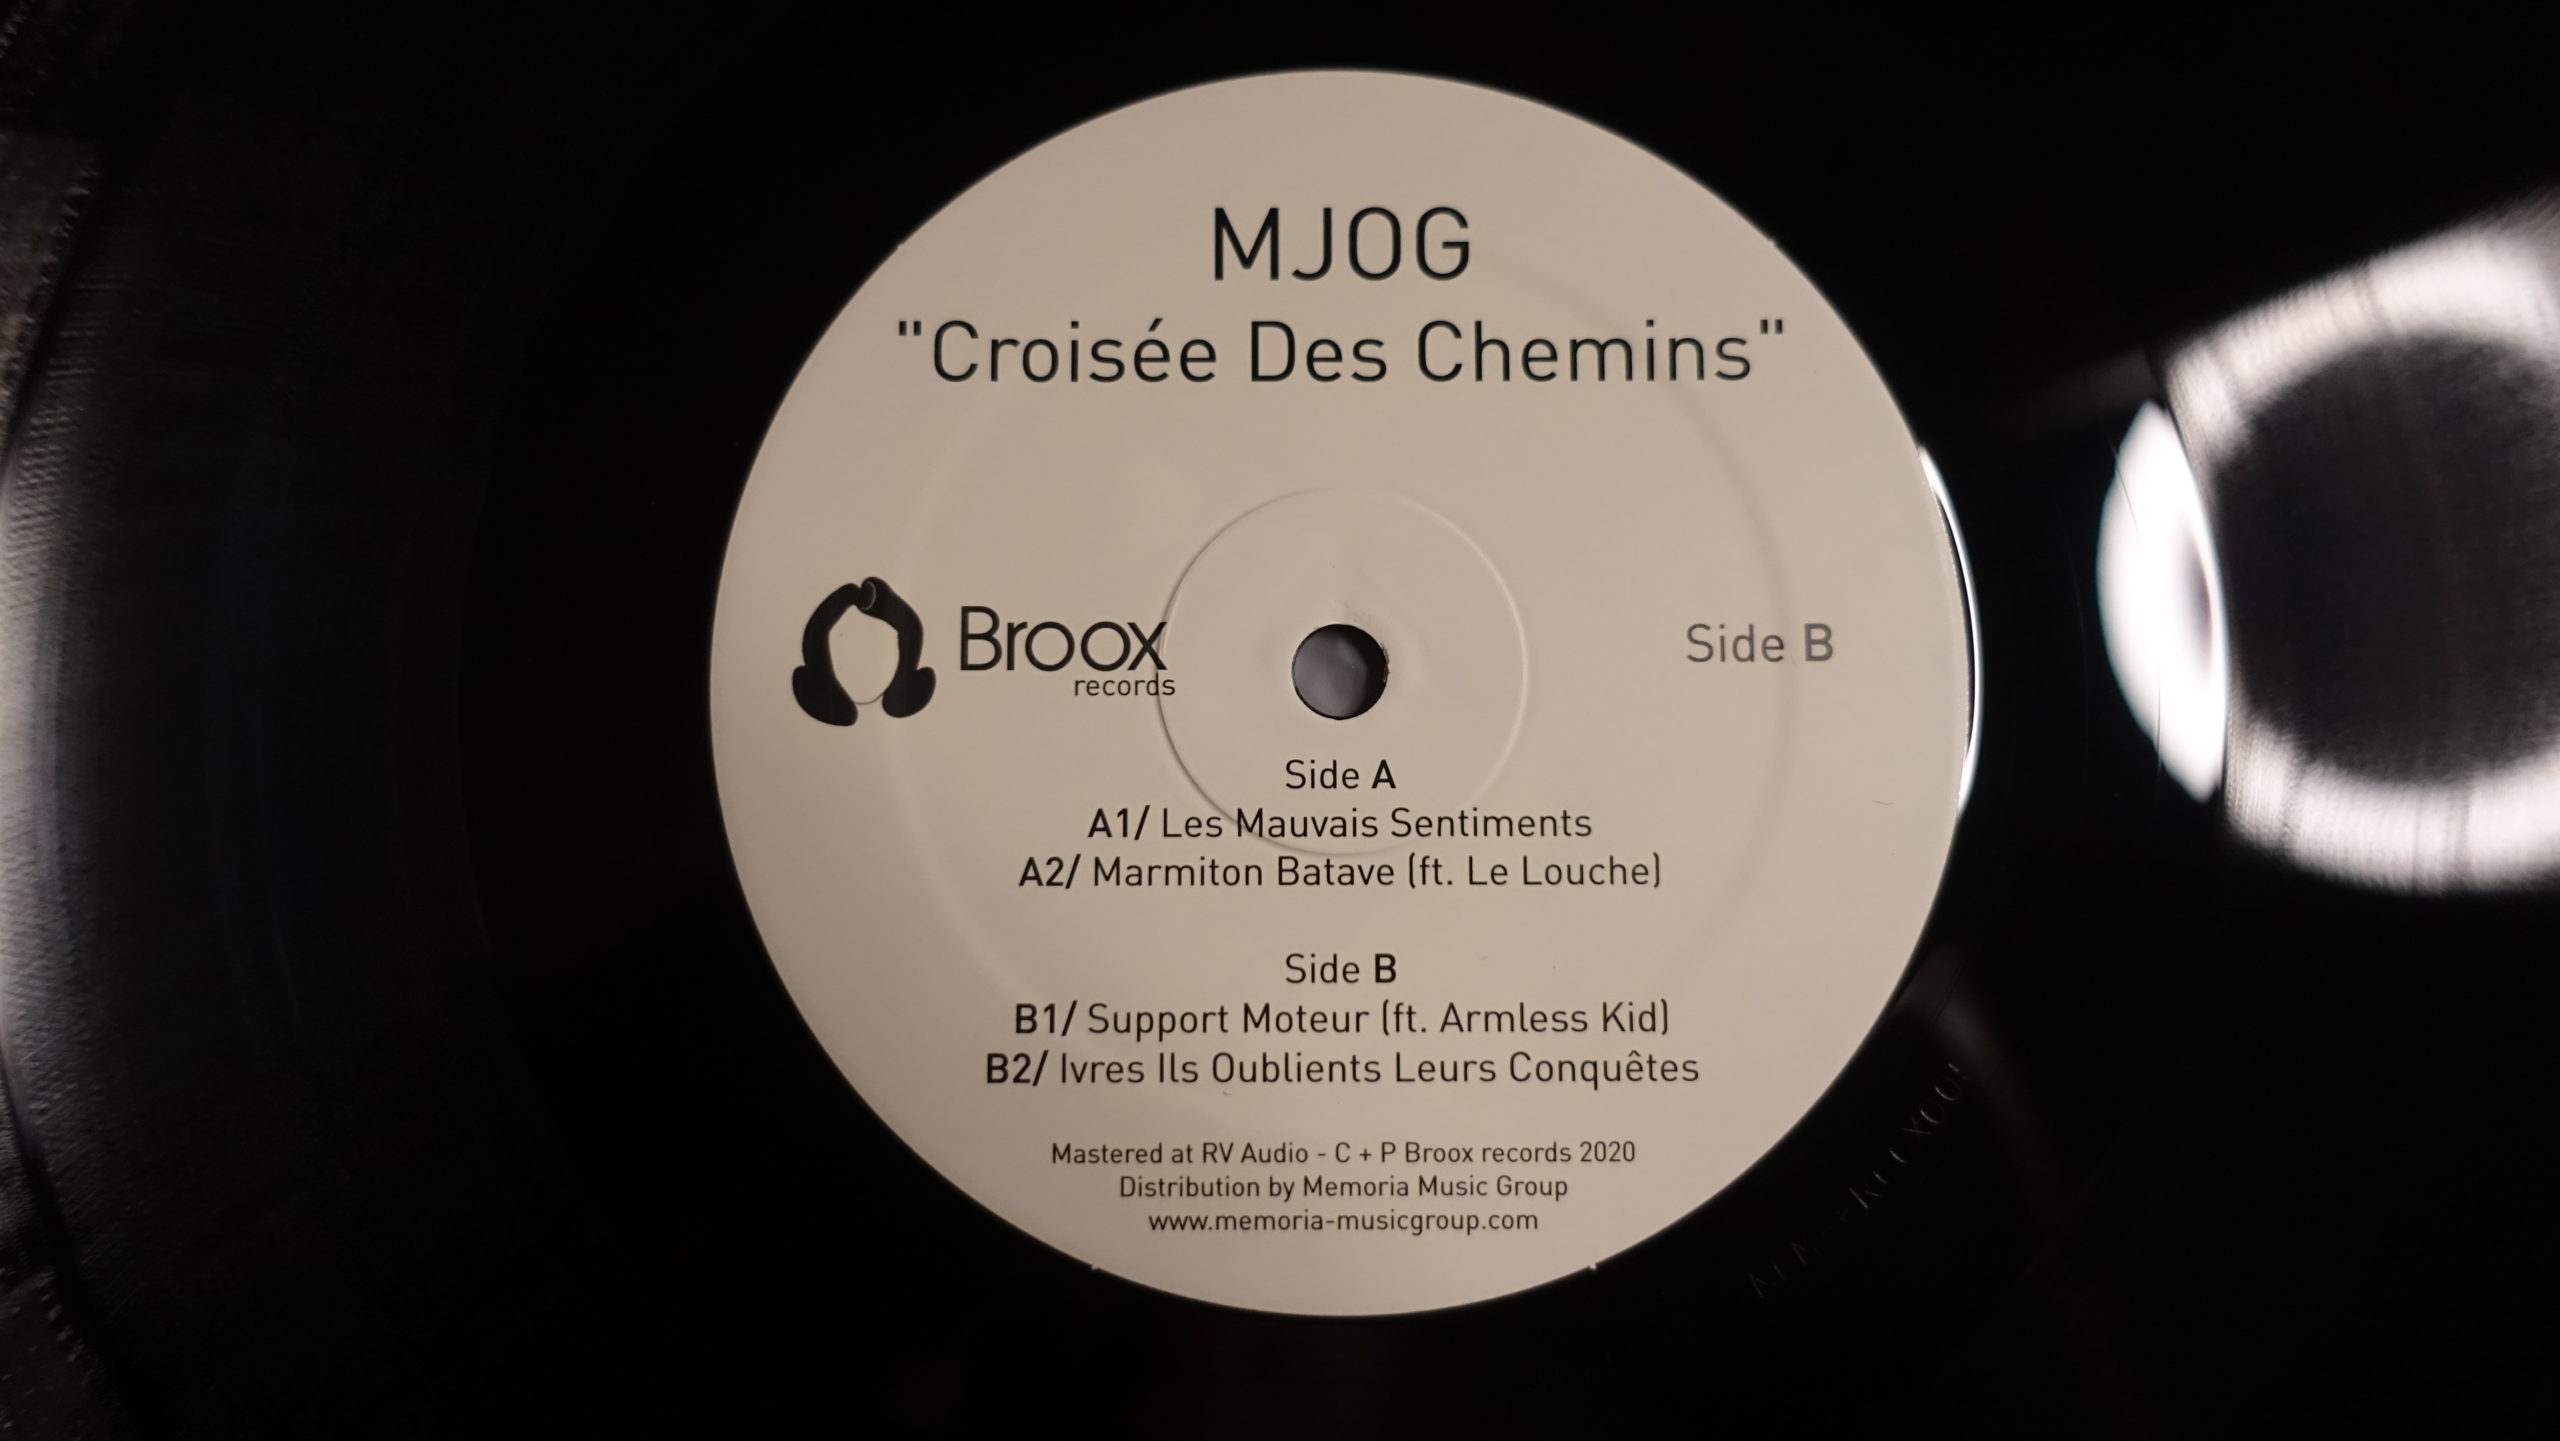 MJOG
"Croisée Des Chemins"
Broox
records
Side B
Side A
A1/ Les Mauvais Sentiments
A2/ Marmiton Batave (ft. Le Louche)
Side B
B1/ Support Moteur (ft. Armless Kid)
B2/ Ivres Ils Oublients Leurs Conquêtes
Mastered at RV Audio - C + P Broox records 2020
Distribution by Memoria Music Group
www.memoria-musicgroup.com